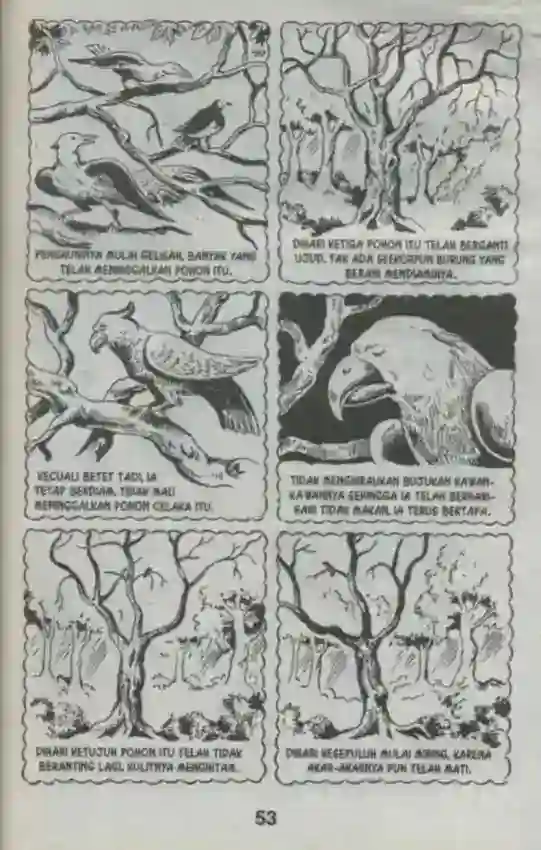 PENGHUNINYA MULAI GELISAH, BANYAK YANG
TELAH MENINGGALKAN POHON ITU.
DIHARI KETIGA POHON ITU TELAH BERGANTI
UJUD. TAK ADA SEEKORPUN BURUNG YANG
BERANI MENDIAMINYA.
KECUALI BETET TADI, IA
TETAP BERDIAM, TIDAK MAU
MENINGGALKAN POHON CELAKA ITU.
TIDAK MENGHIRAUKAN BUJUKAN KAWAN-
KAWANNYA SEHINGGA IA TELAH BERHARI-
HARI TIDAK MAKAN, IA TERUS BERTAPA.
DIHARI KETUJUH POHON ITU TELAH TIDAK
BERANTING LAGI, KULITNYA MENGHITAM.
DIHARI KESEPULUH MULAI MIRING, KARENA
AKAR-AKARNYA PUN TELAH MATI.
53